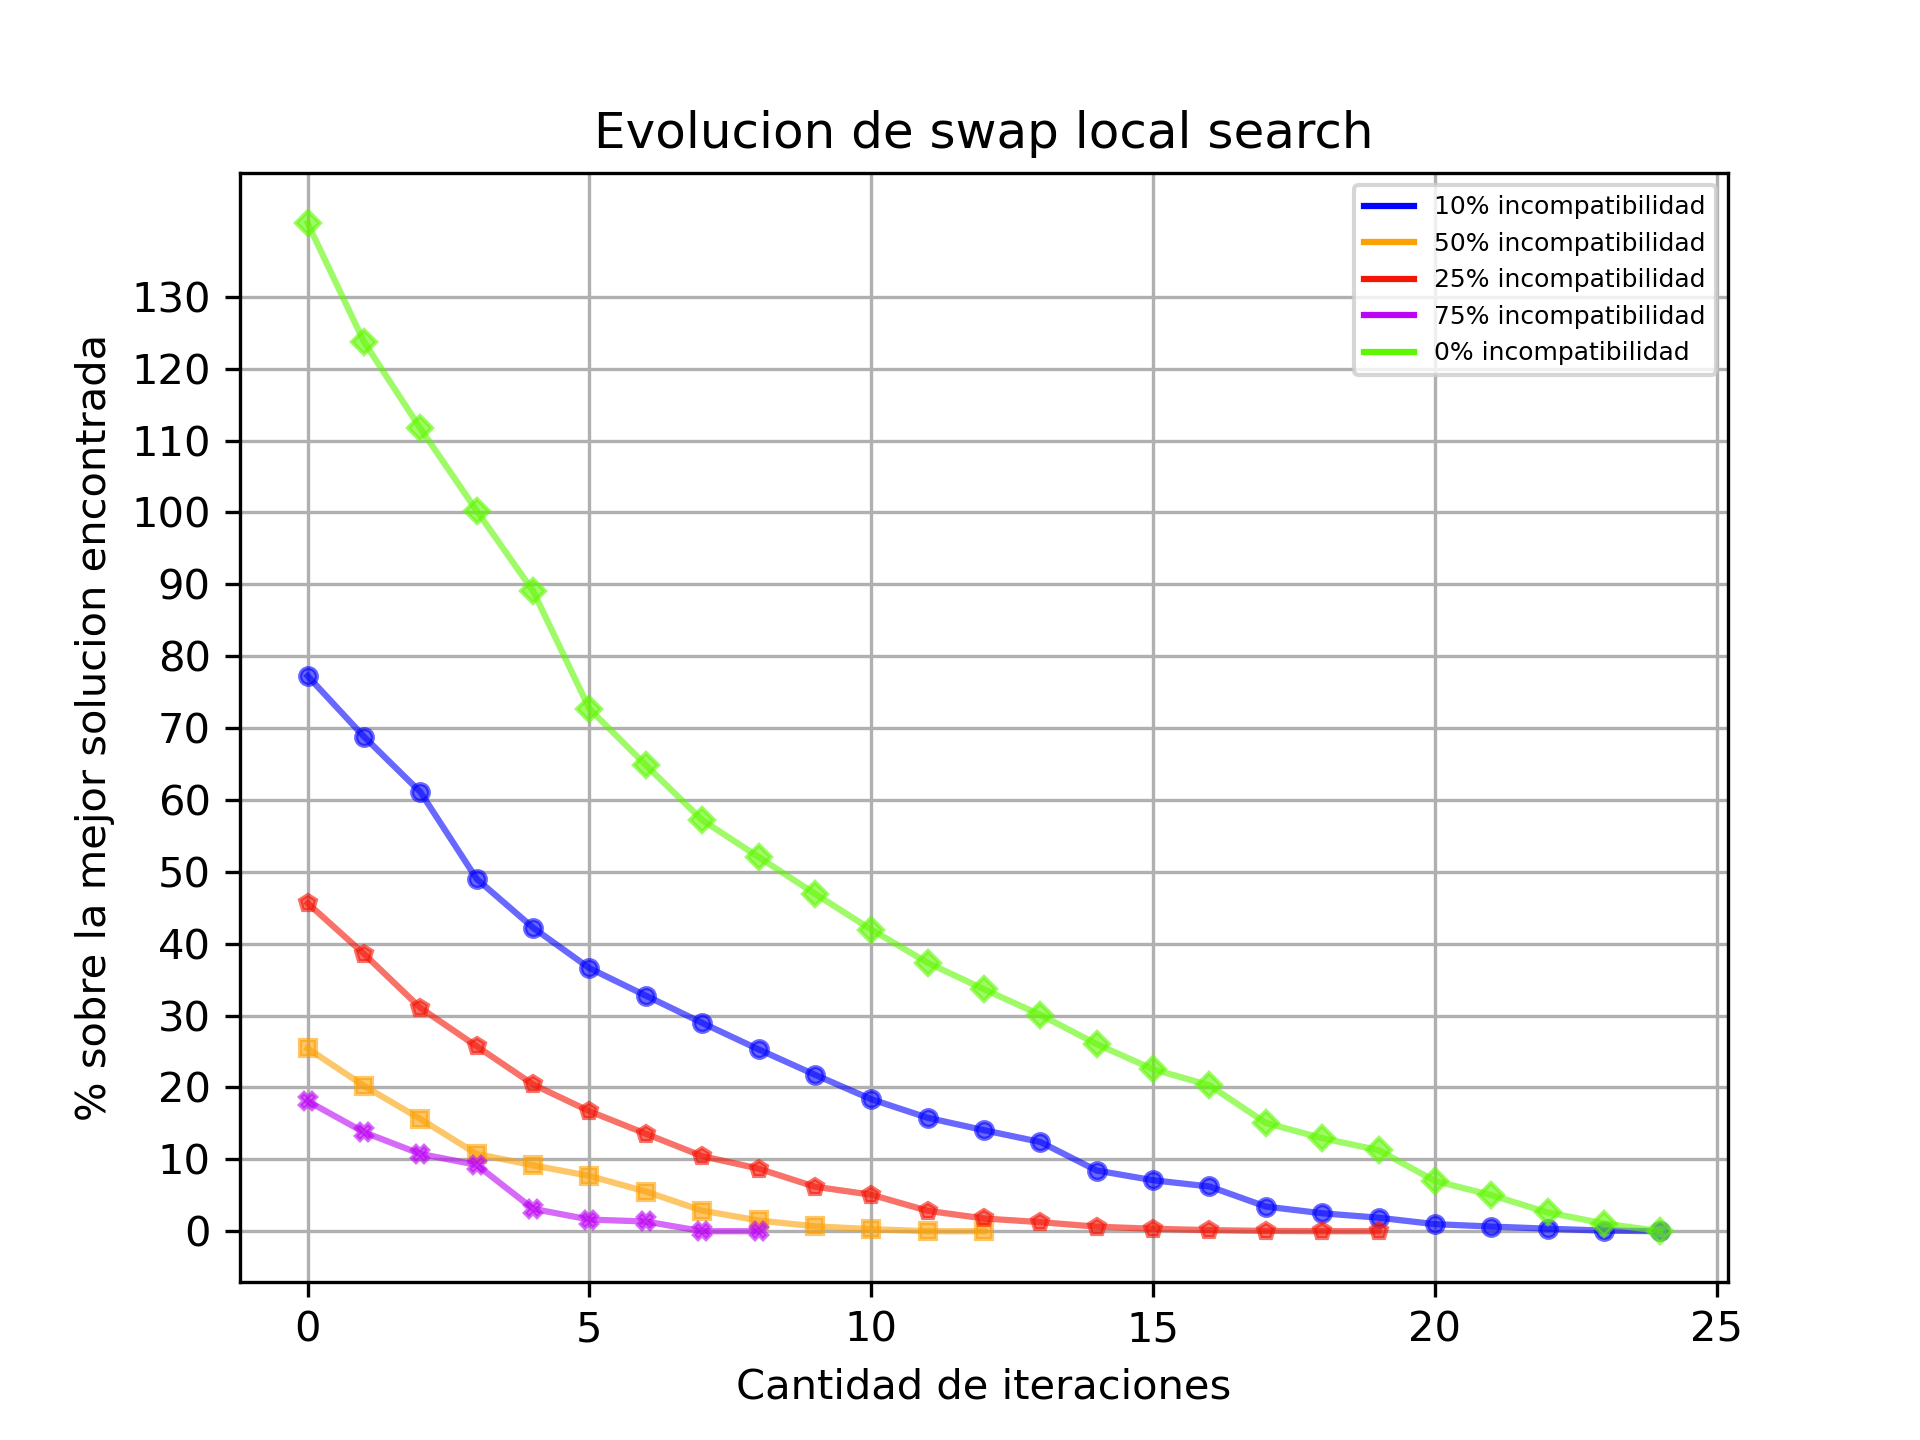 Evolucion de swap local search
10% incompatibilidad
50% incompatibilidad
25% incompatibilidad
75% incompatibilidad
0% incompatibilidad
% sobre la mejor solucion encontrada
130
120
110
100
90
80
70
60
50
40
30
20
10
0
0 5 10 15 20 25
Cantidad de iteraciones